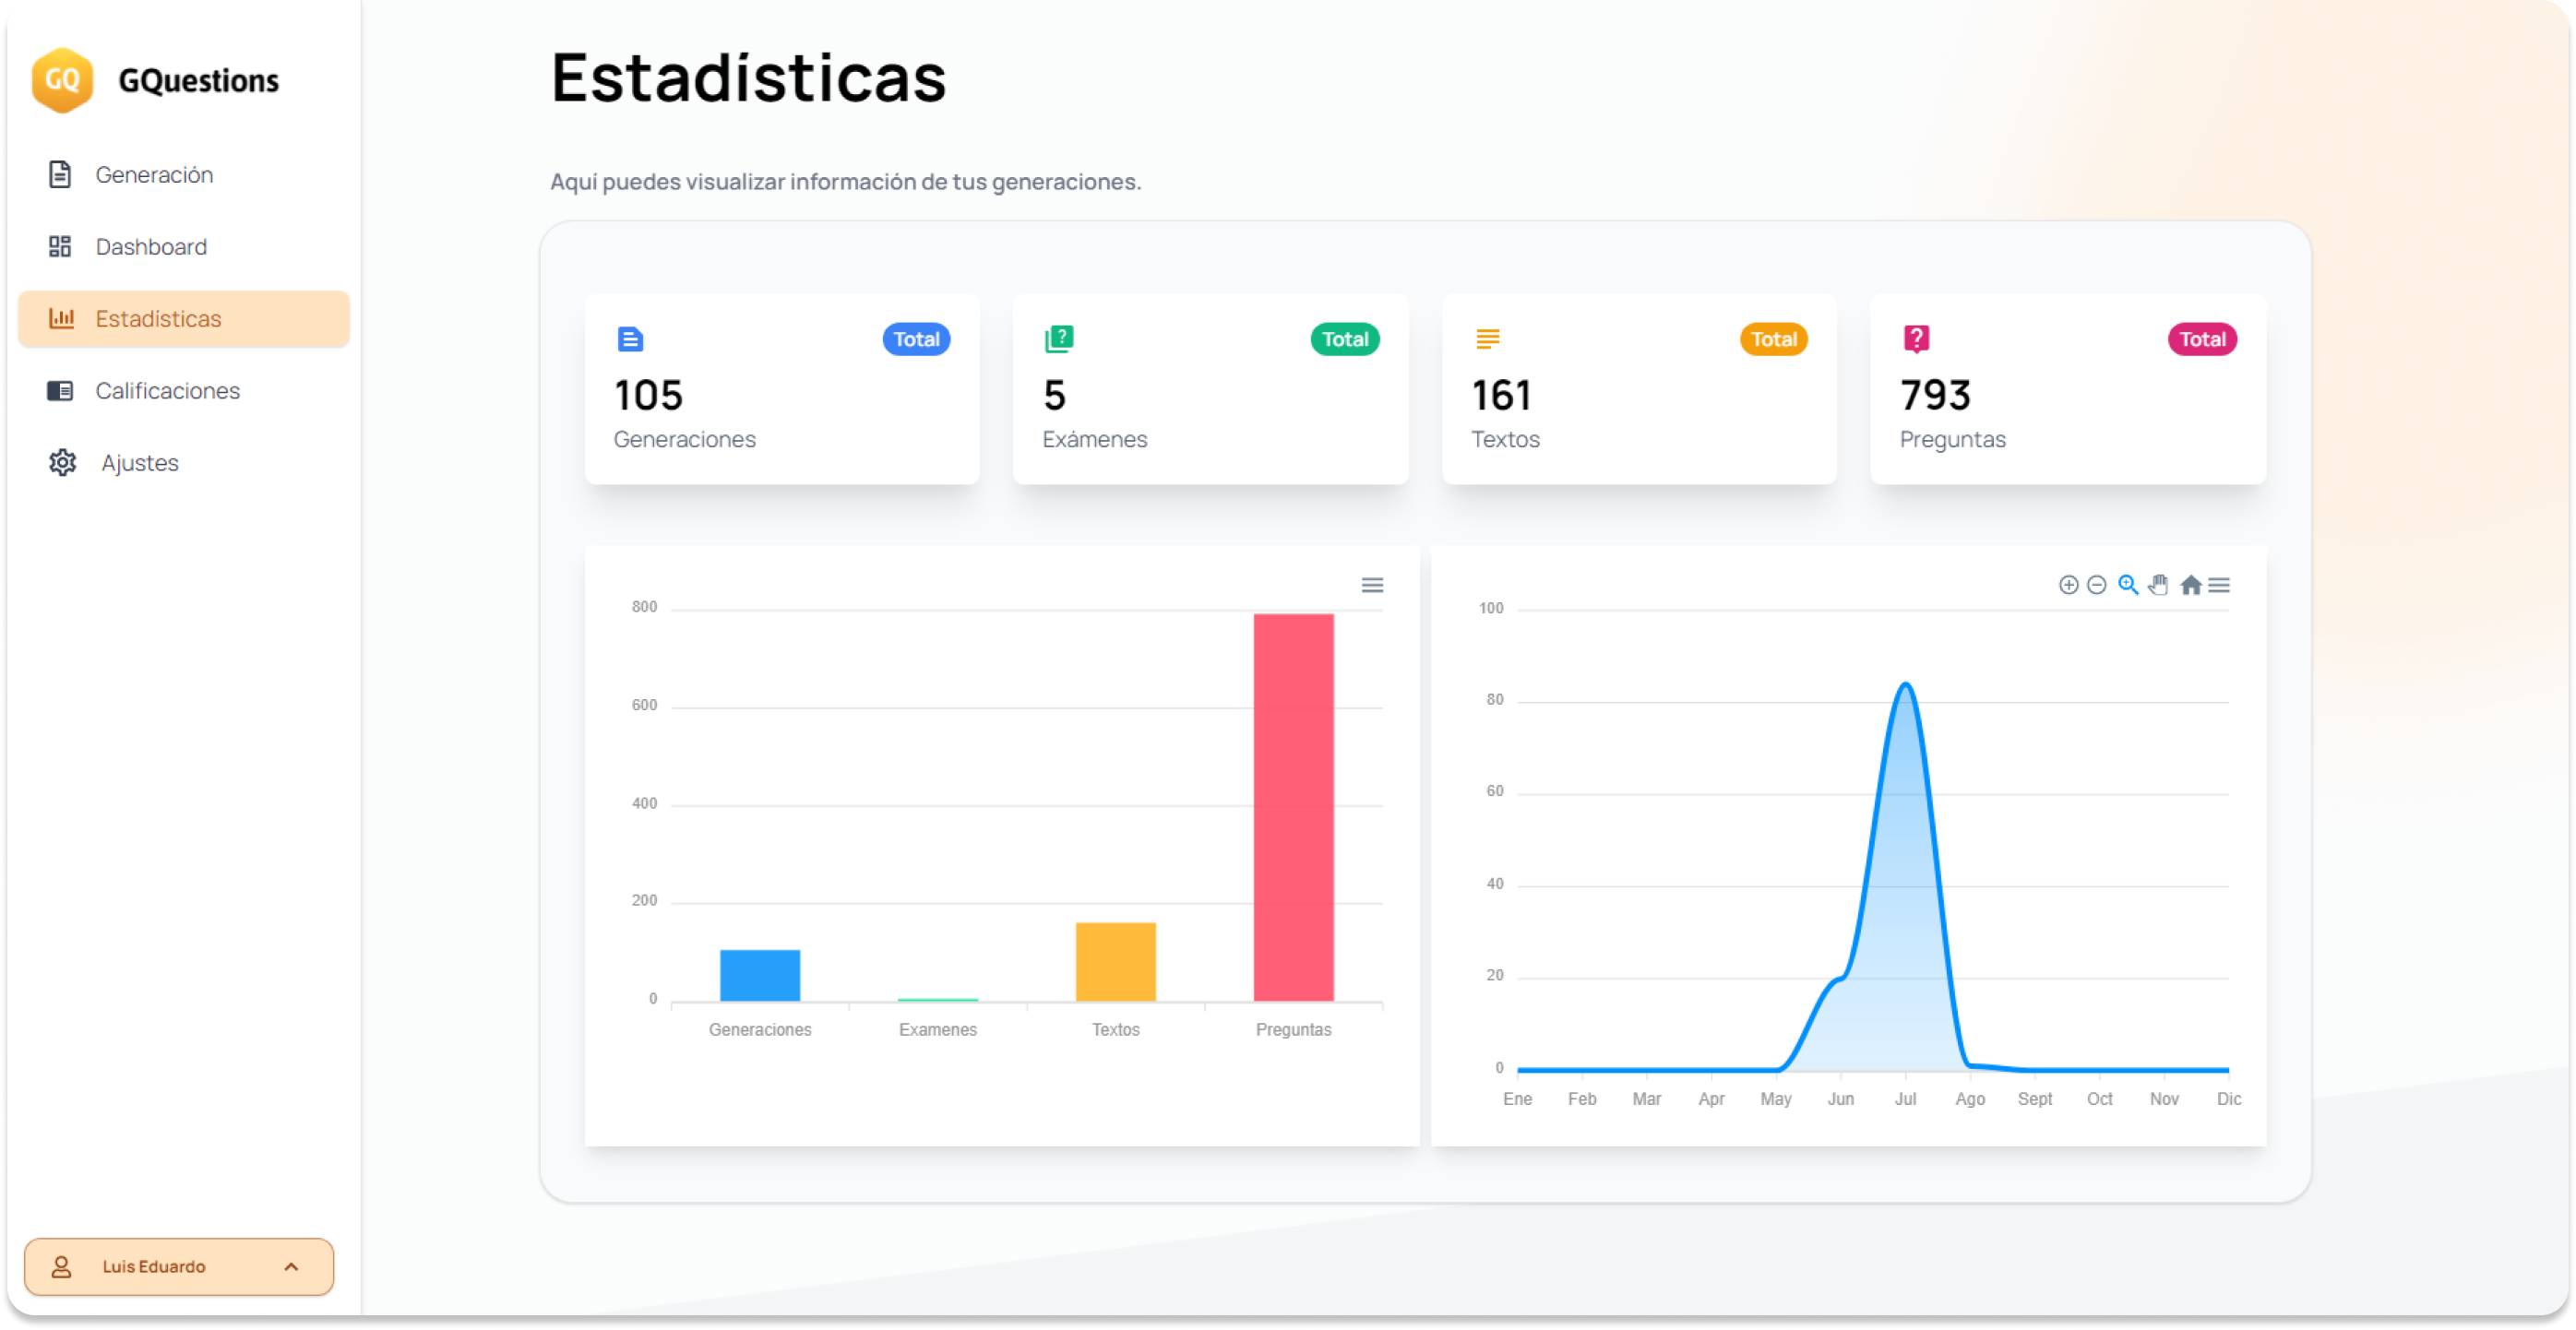 GQ GQuestions
Generación
Dashboard
Estadísticas
Calificaciones
Ajustes
Luis Eduardo
Estadísticas
Aquí puedes visualizar información de tus generaciones.
Total
105
Generaciones
Total
5
Exámenes
Total
161
Textos
Total
793
Preguntas
800
600
400
200
0
Generaciones Examenes Textos Preguntas
100
80
60
40
20
0
Ene Feb Mar Apr May Jun Jul Ago Sept Oct Nov Dic